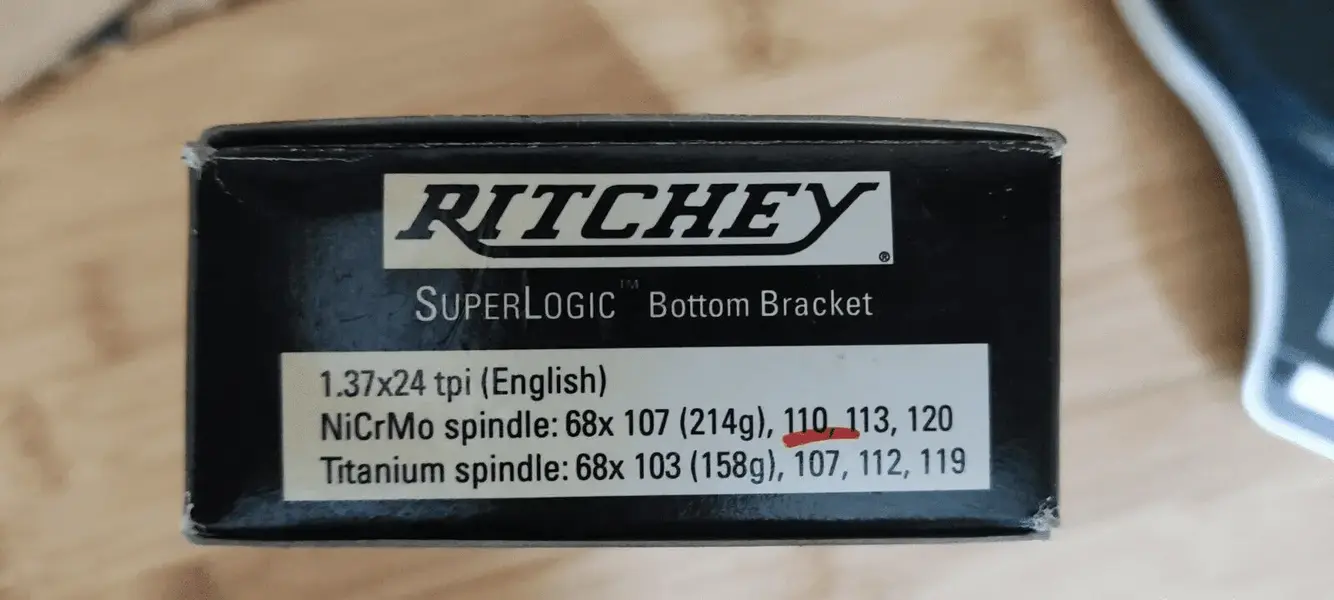 RITCHEY®
SUPERLOGIC™ Bottom Bracket
1.37x24 tpi (English)
NiCrMo spindle: 68x 107 (214g), 110, 113, 120
Titanium spindle: 68x 103 (158g), 107, 112, 119